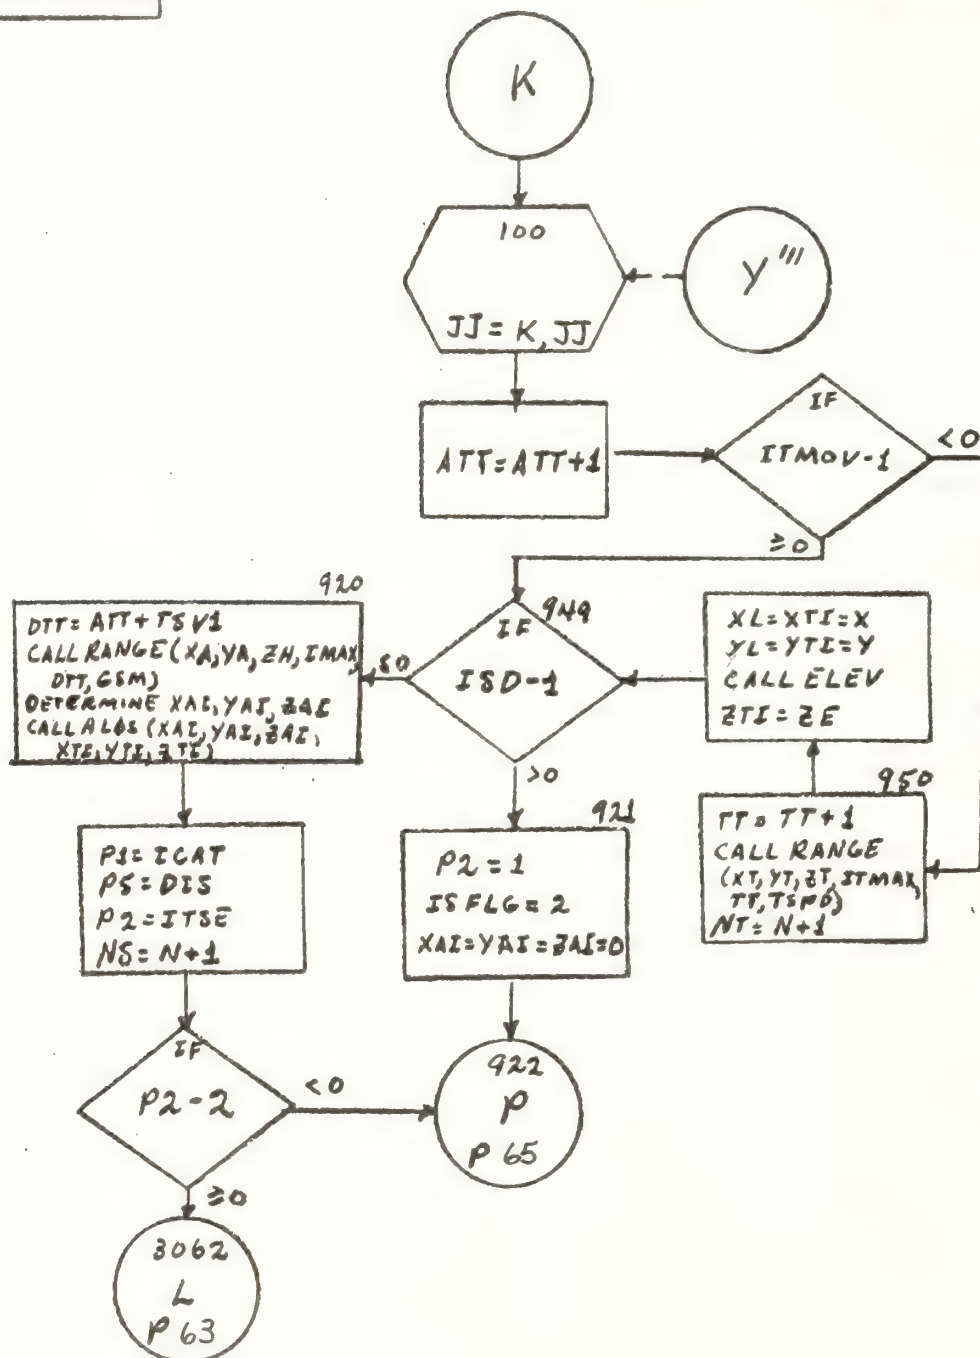 K
100
JJ = K, JJ
Y'''
ATT = ATT + 1
IF
ITMOV - 1
< 0
≥ 0
920
DTT = ATT + TSV1
CALL RANGE (XA, YA, ZH, IMAX,
DTT, GSM)
DETERMINE XAI, YAI, ZAI
CALL ALOS (XAI, YAI, ZAI,
XTI, YTI, ZTI)
≤ 0
949
IF
ISD - 1
> 0
XL = XTI = X
YL = YTI = Y
CALL ELEV
ZTI = ZE
950
TT = TT + 1
CALL RANGE
(XT, YT, ZT, ITMAX,
TT, TSPD)
NT = N + 1
P1 = ICAT
P5 = DIS
P2 = ITSE
NS = N + 1
921
P2 = 1
ISFLG = 2
XAI = YAI = ZAI = 0
IF
P2 - 2
< 0
≥ 0
922
P
P 65
3062
L
P 63